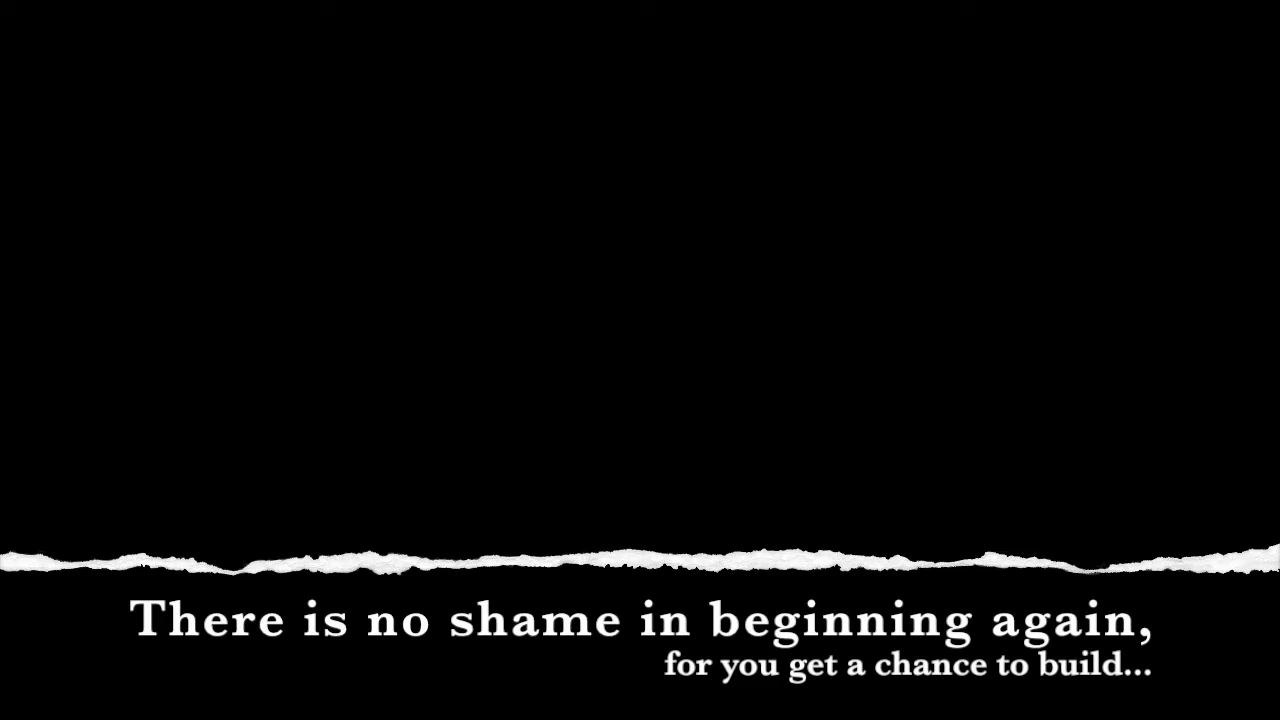 There is no shame in beginning again,
for you get a chance to build...